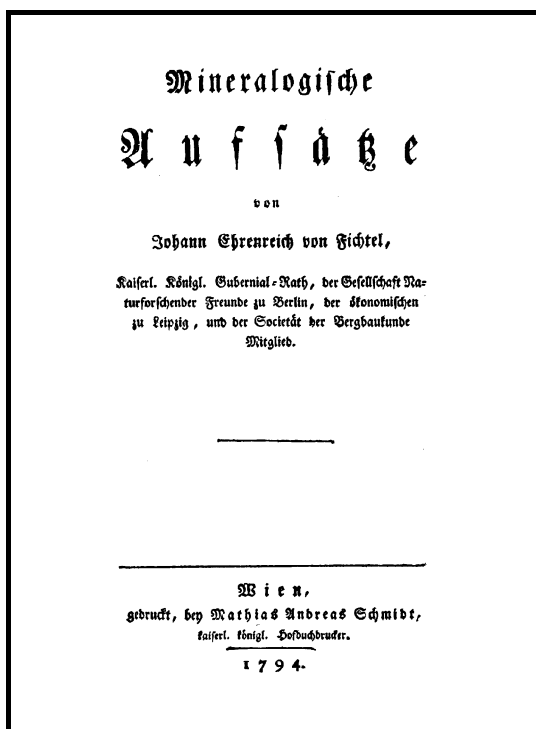 Mineralogische
Aufsätze
von
Johann Ehrenreich von Fichtel,
Kaiserl. Königl. Gubernial-Rath, der Gesellschaft Na-
turforschender Freunde zu Berlin, der ökonomischen
zu Leipzig, und der Societät der Bergbaukunde
Mitglied.
Wien,
gedruckt, bey Mathias Andreas Schmidt,
kaiserl. königl. Hofbuchdrucker.
1794.